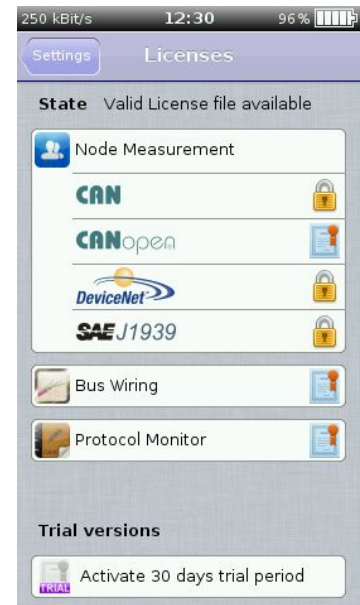 250 kBit/s 12:30 96%
Settings Licenses
State Valid License file available
Node Measurement
CAN
CANopen
DeviceNet
SAE J1939
Bus Wiring
Protocol Monitor
Trial versions
TRIAL Activate 30 days trial period